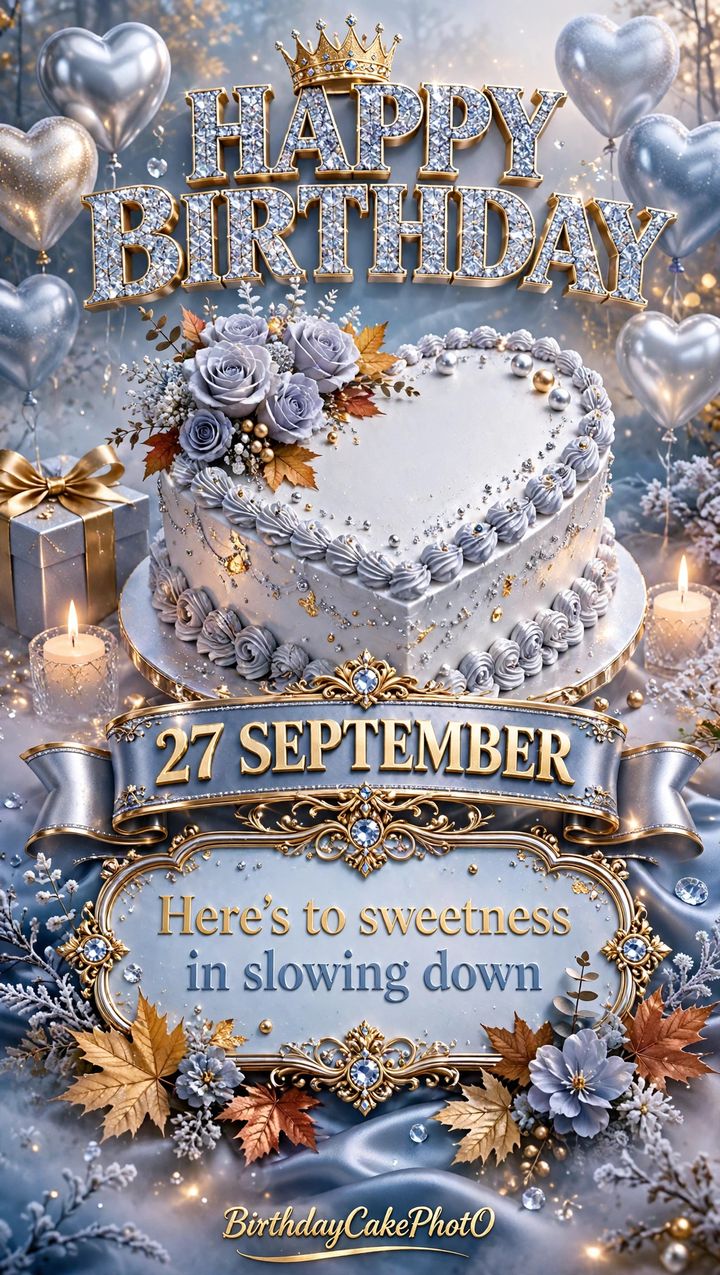 HAPPY
BIRTHDAY
27 SEPTEMBER
Here's to sweetness
in slowing down
BirthdayCakePhotO